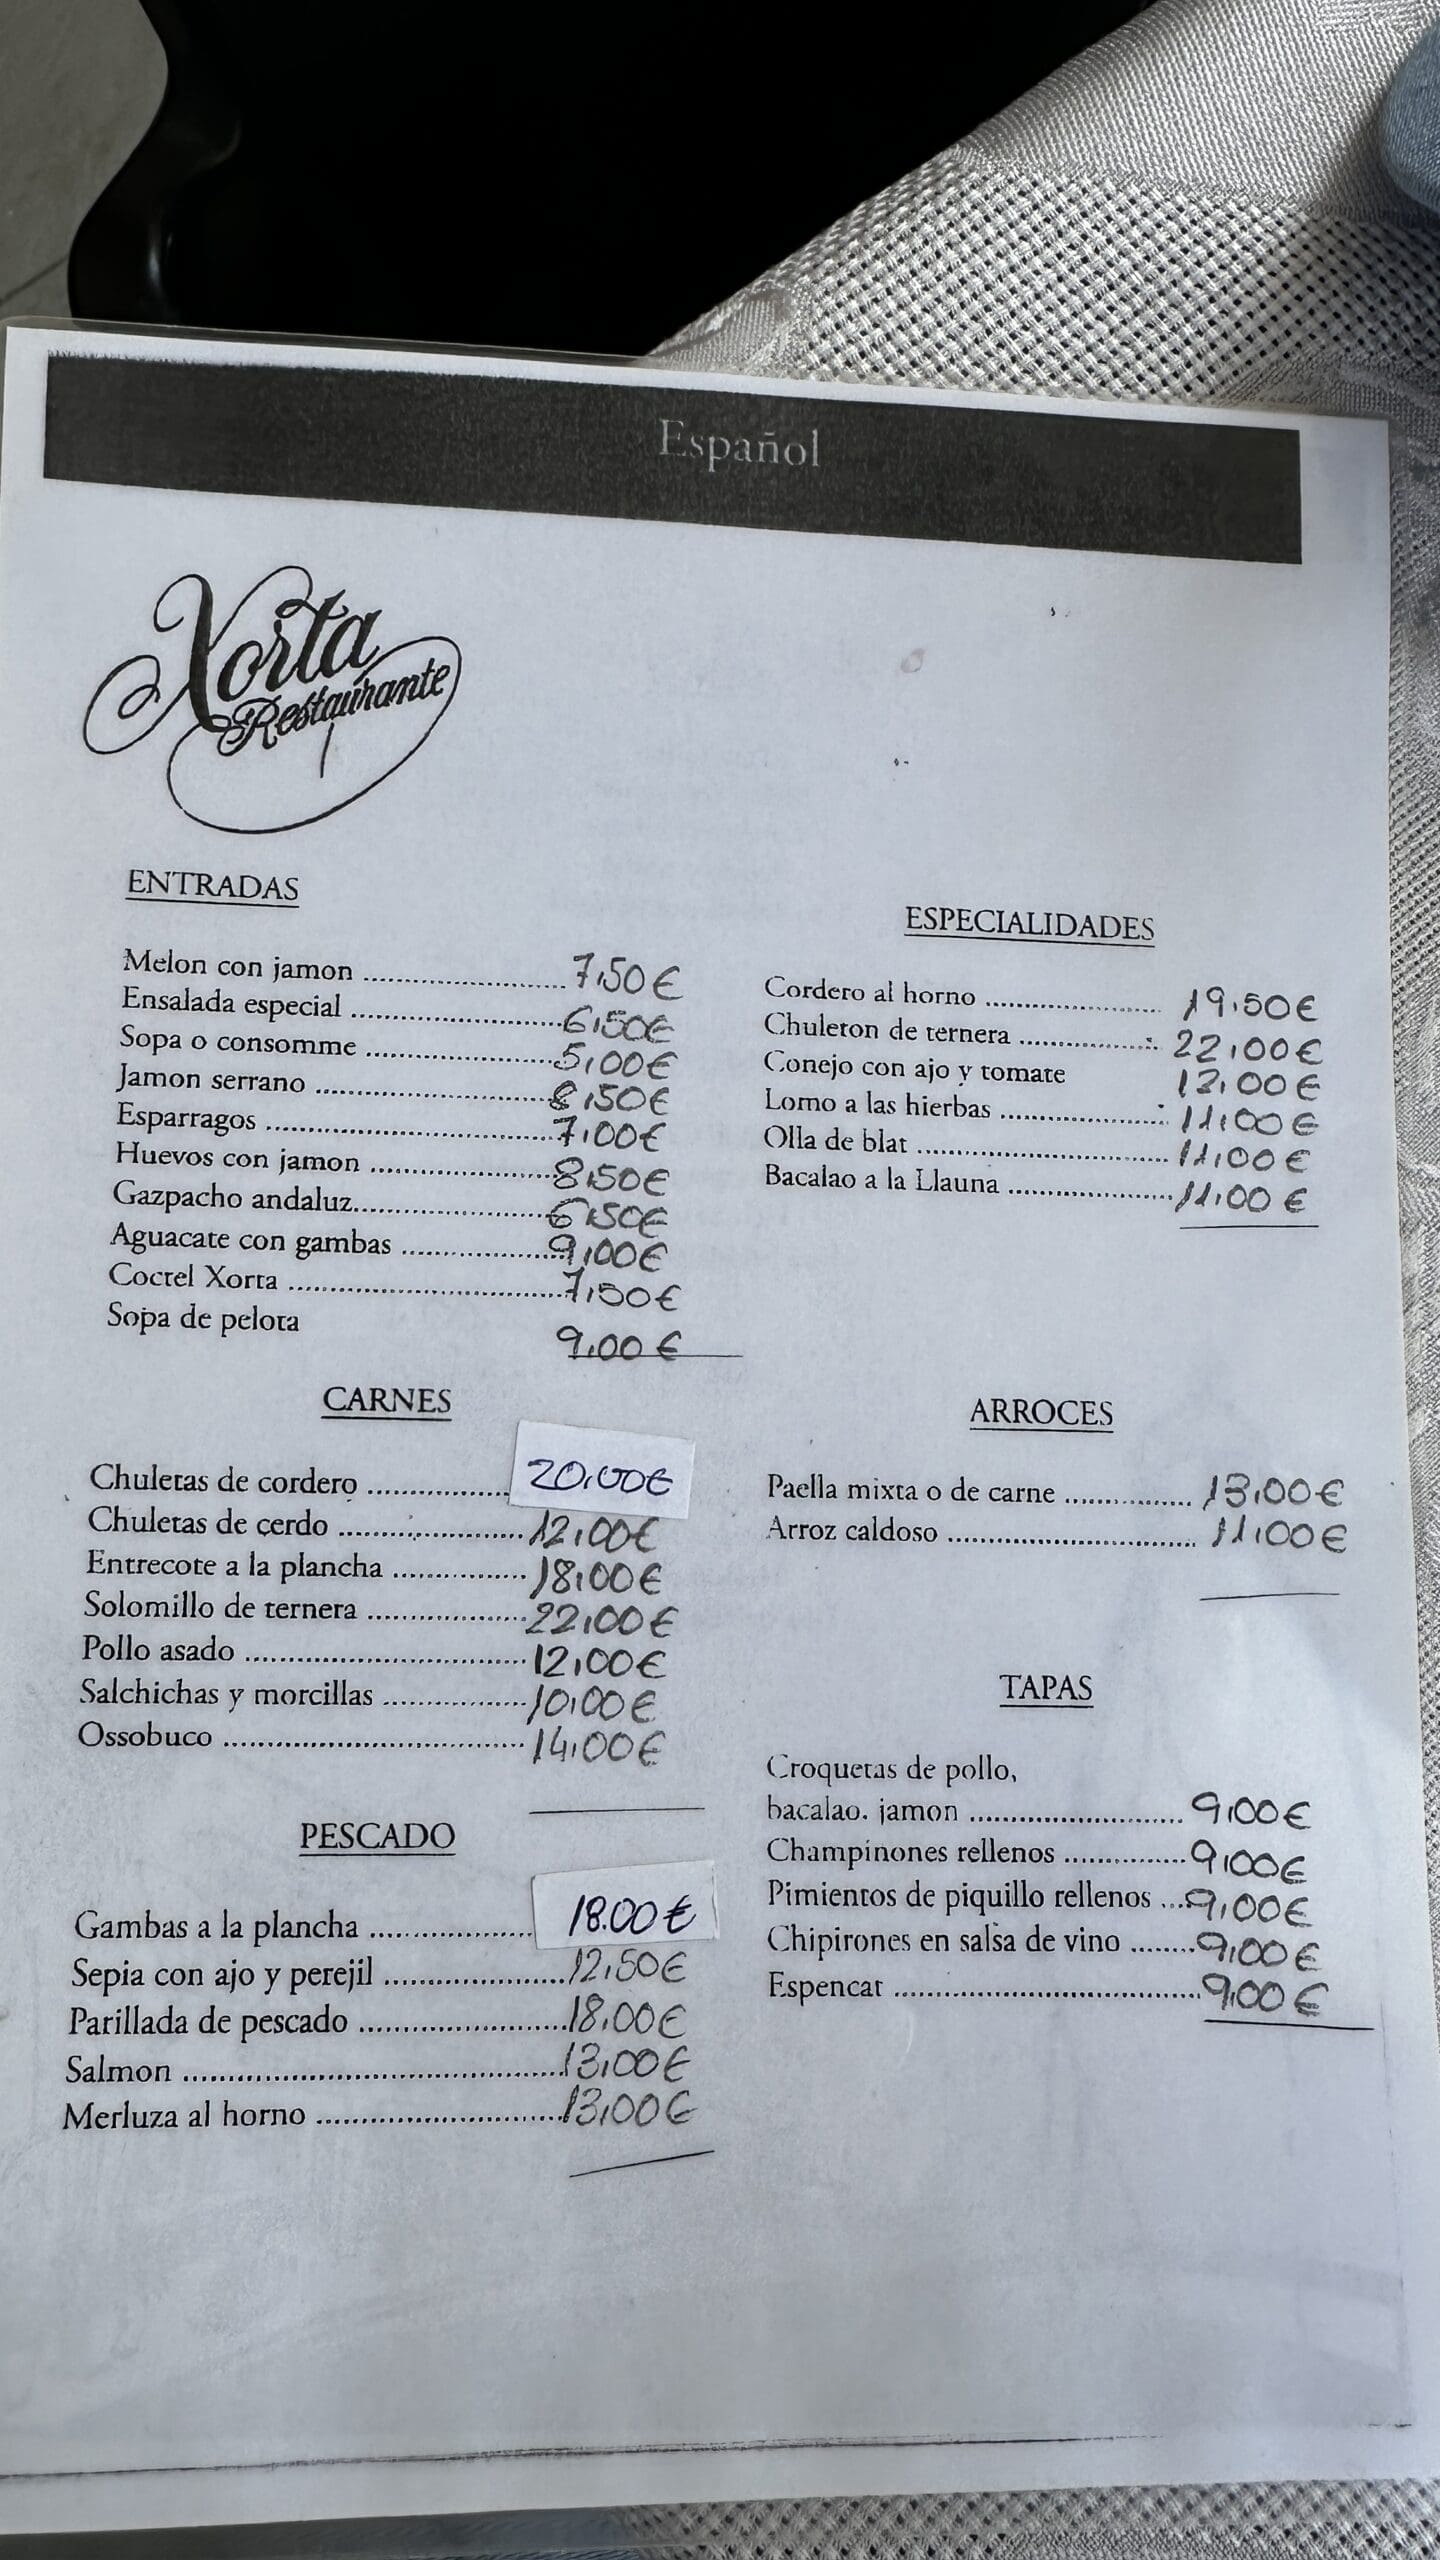 Español
Xorta
Restaurante
ENTRADAS
Melon con jamon ........................ 7,50€
Ensalada especial ........................ 6,50€
Sopa o consomme ........................ 5,00€
Jamon serrano ........................ 8,50€
Esparragos ........................ 7,00€
Huevos con jamon ........................ 8,50€
Gazpacho andaluz........................ 6,50€
Aguacate con gambas ........................ 9,00€
Coctel Xorta ........................ 7,50€
Sopa de pelota 9,00€
CARNES
Chuletas de cordero ........................ 20,00€
Chuletas de cerdo ........................ 12,00€
Entrecote a la plancha ........................ 18,00€
Solomillo de ternera ........................ 22,00€
Pollo asado ........................ 12,00€
Salchichas y morcillas ........................ 10,00€
Ossobuco ........................ 14,00€
PESCADO
Gambas a la plancha ........................ 18.00€
Sepia con ajo y perejil ........................ 12,50€
Parillada de pescado ........................ 18,00€
Salmon ........................ 13,00€
Merluza al horno ........................ 13,00€
ESPECIALIDADES
Cordero al horno ........................ 19,50€
Chuleton de ternera ........................ 22,00€
Conejo con ajo y tomate
Lomo a las hierbas ........................ 11,00€
Olla de blat ........................ 11,00€
Bacalao a la Llauna ........................ 11,00€
ARROCES
Paella mixta o de carne ........................ 13,00€
Arroz caldoso ........................ 11,00€
TAPAS
Croquetas de pollo,
bacalao. jamon ........................ 9,00€
Champinones rellenos ........................ 9,00€
Pimientos de piquillo rellenos ... 9,00€
Chipirones en salsa de vino ........ 9,00€
Espencat ........................ 9,00€